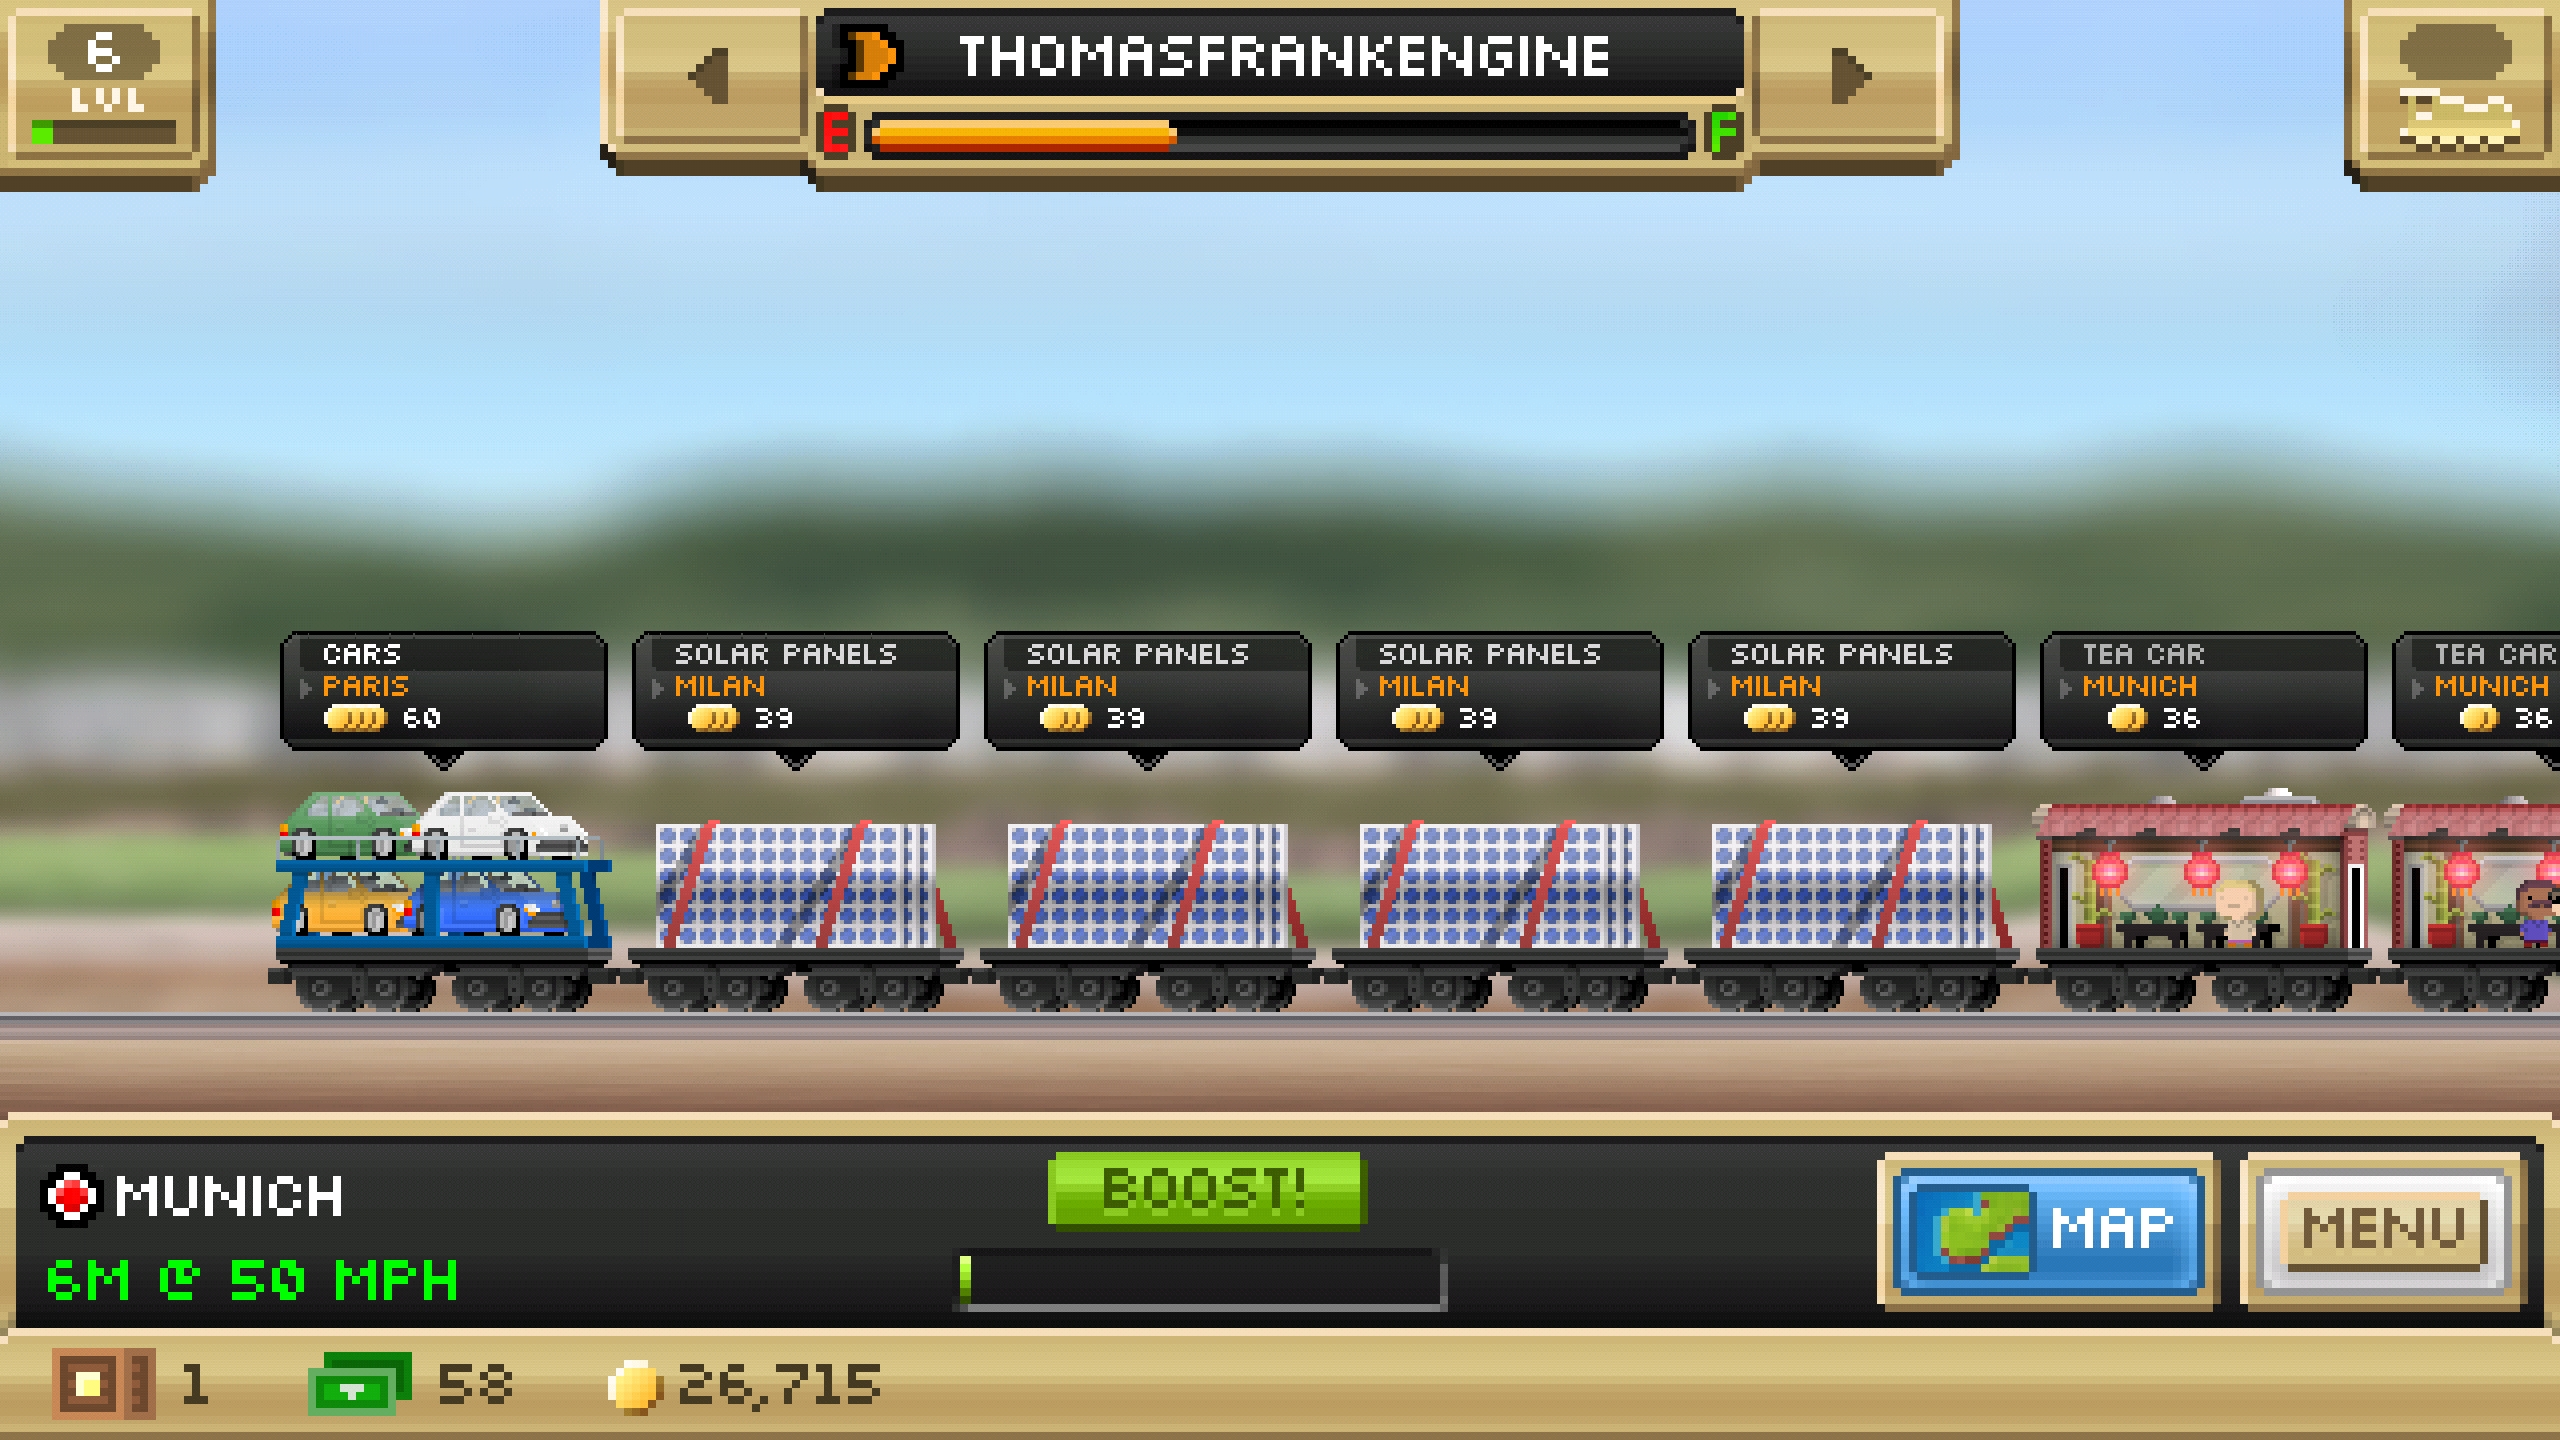 6
LVL
THOMASFRANKENGINE
E
F
CARS
PARIS
60
SOLAR PANELS
MILAN
39
SOLAR PANELS
MILAN
39
SOLAR PANELS
MILAN
39
SOLAR PANELS
MILAN
39
TEA CAR
MUNICH
36
TEA CAR
MUNICH
36
MUNICH
BOOST!
6M @ 50 MPH
MAP
MENU
1
58
26,715